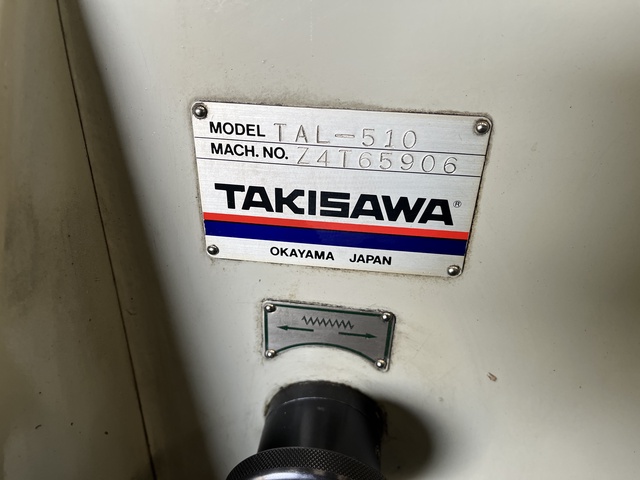 MODEL TAL-510
MACH. NO. Z4T65906
TAKISAWA®
OKAYAMA JAPAN